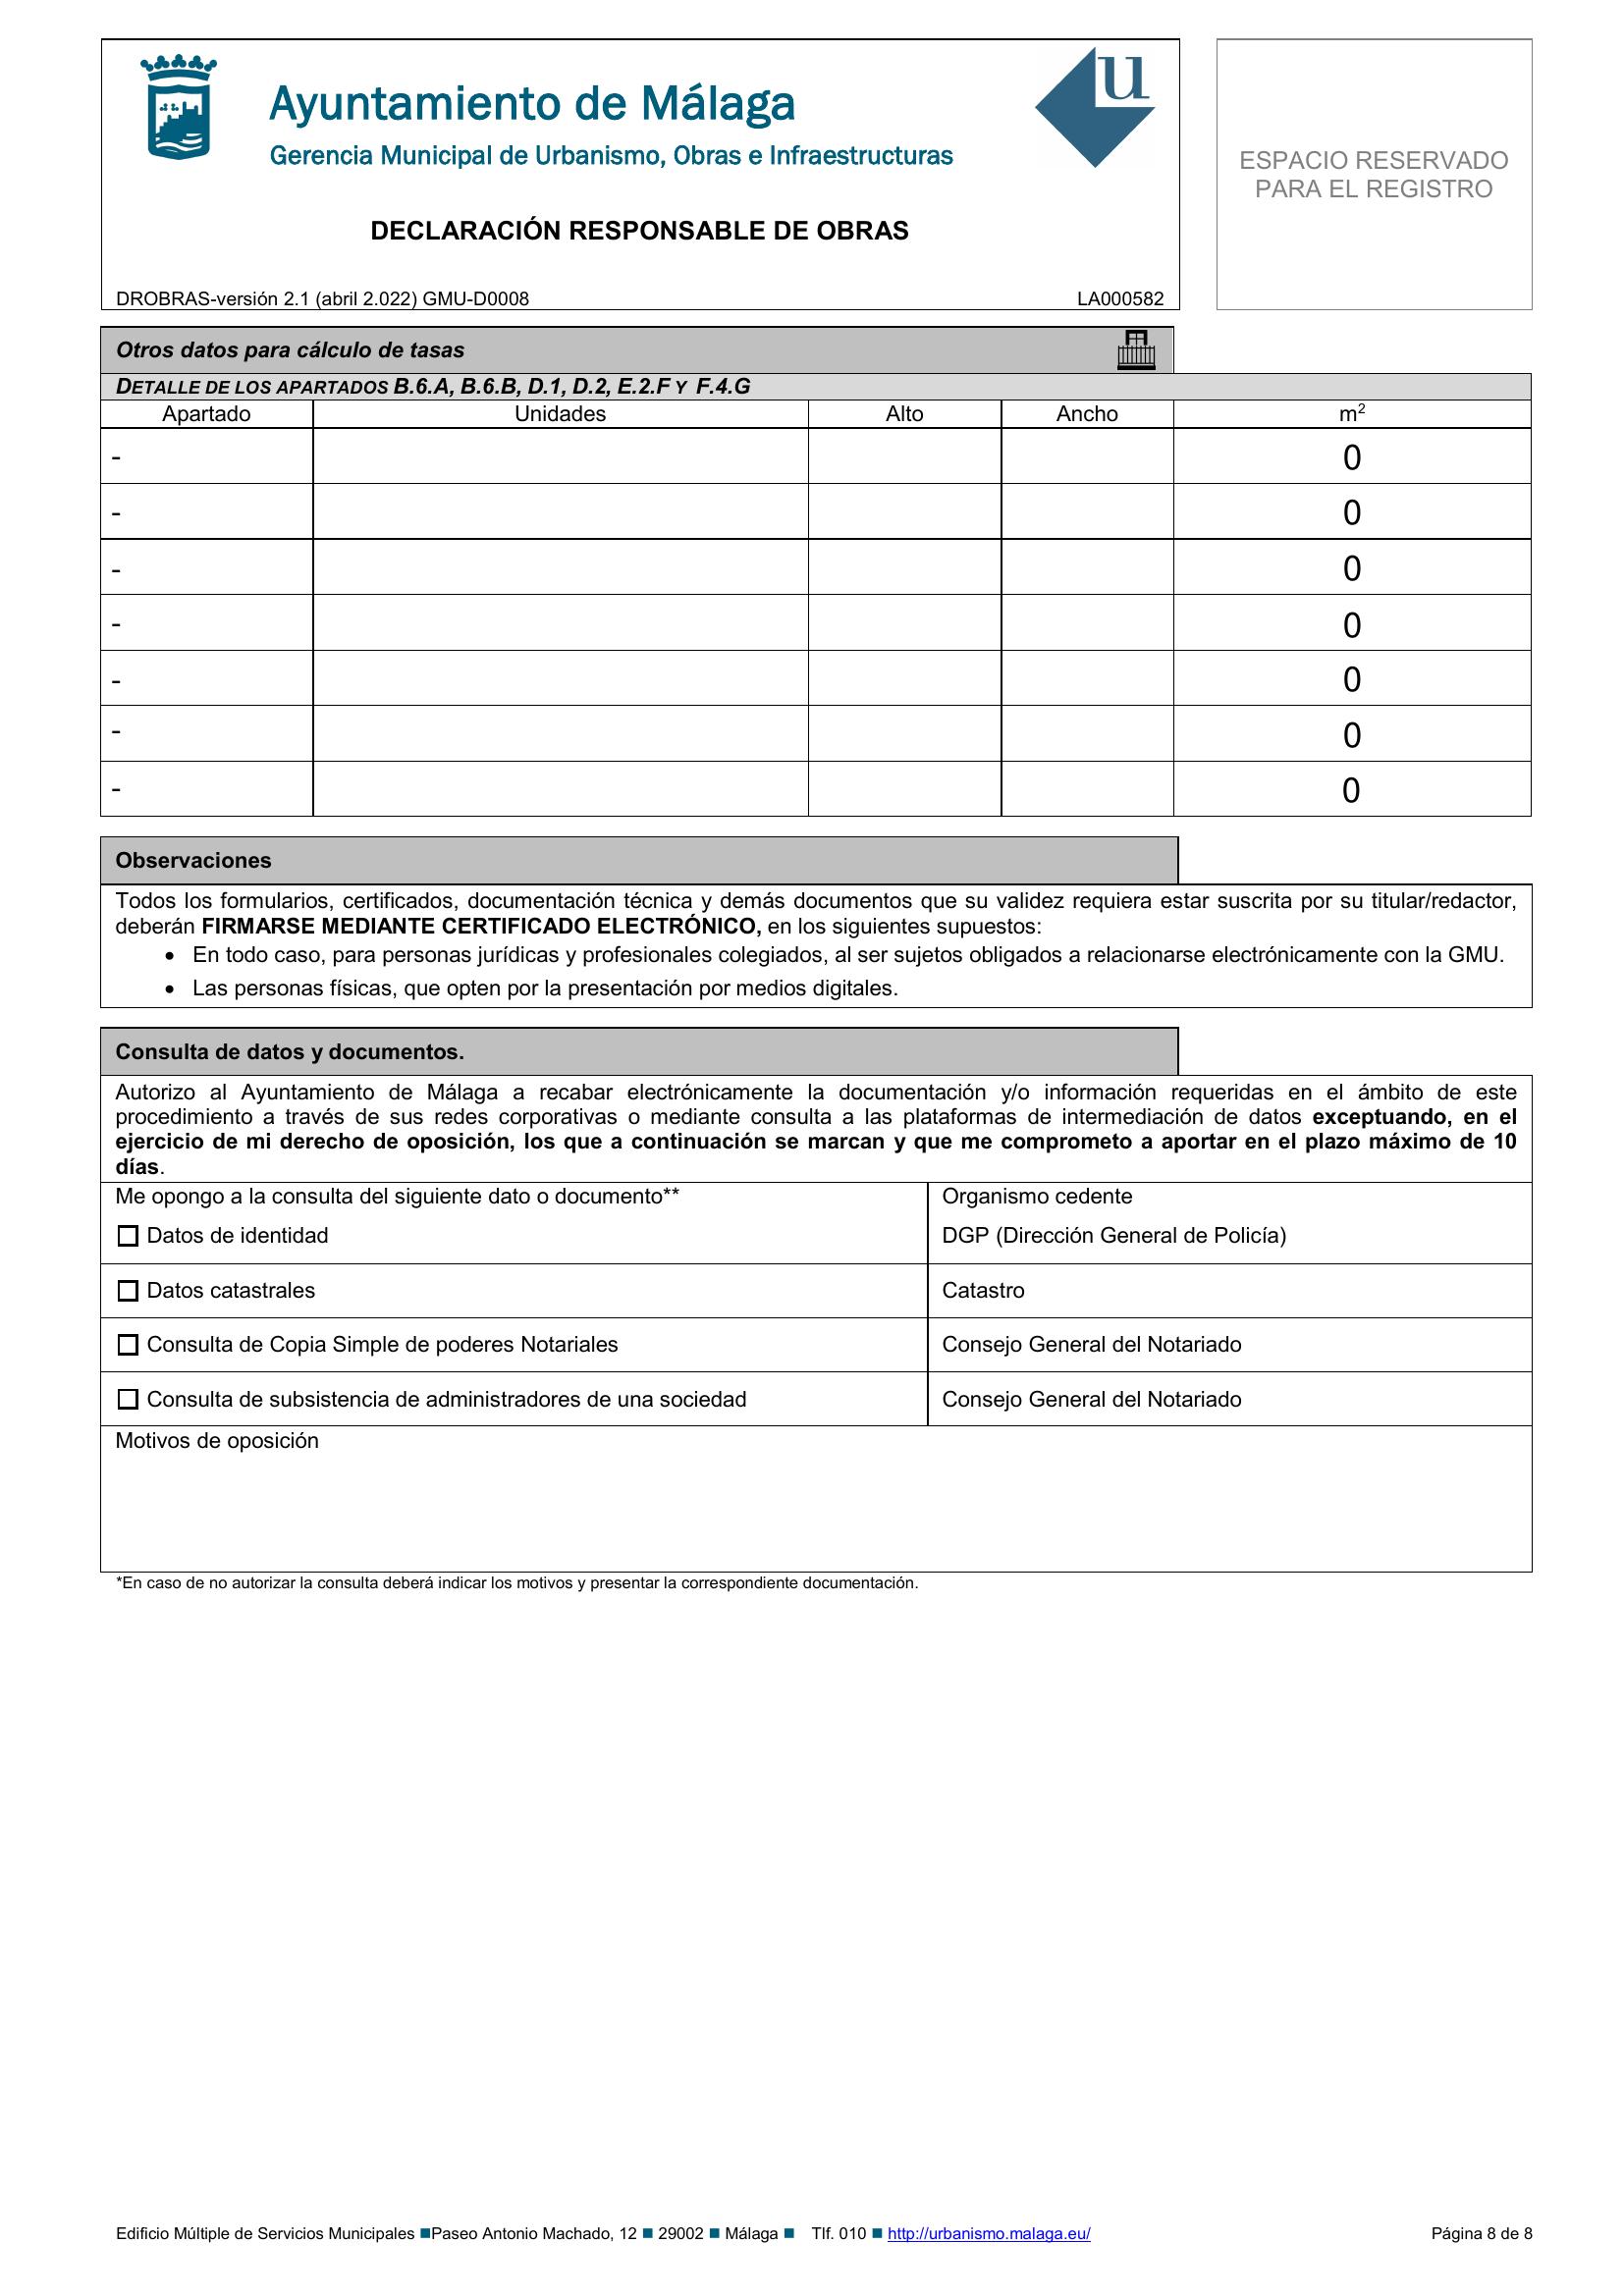 Ayuntamiento de Málaga
Gerencia Municipal de Urbanismo, Obras e Infraestructuras
u
DECLARACIÓN RESPONSABLE DE OBRAS
DROBRAS-versión 2.1 (abril 2.022) GMU-D0008 LA000582
ESPACIO RESERVADO
PARA EL REGISTRO
Otros datos para cálculo de tasas
DETALLE DE LOS APARTADOS B.6.A, B.6.B, D.1, D.2, E.2.F Y F.4.G
Apartado Unidades Alto Ancho m²
- 0
- 0
- 0
- 0
- 0
- 0
- 0
Observaciones
Todos los formularios, certificados, documentación técnica y demás documentos que su validez requiera estar suscrita por su titular/redactor,
deberán FIRMARSE MEDIANTE CERTIFICADO ELECTRÓNICO, en los siguientes supuestos:
• En todo caso, para personas jurídicas y profesionales colegiados, al ser sujetos obligados a relacionarse electrónicamente con la GMU.
• Las personas físicas, que opten por la presentación por medios digitales.
Consulta de datos y documentos.
Autorizo al Ayuntamiento de Málaga a recabar electrónicamente la documentación y/o información requeridas en el ámbito de este
procedimiento a través de sus redes corporativas o mediante consulta a las plataformas de intermediación de datos exceptuando, en el
ejercicio de mi derecho de oposición, los que a continuación se marcan y que me comprometo a aportar en el plazo máximo de 10
días.
Me opongo a la consulta del siguiente dato o documento** Organismo cedente
☐ Datos de identidad DGP (Dirección General de Policía)
☐ Datos catastrales Catastro
☐ Consulta de Copia Simple de poderes Notariales Consejo General del Notariado
☐ Consulta de subsistencia de administradores de una sociedad Consejo General del Notariado
Motivos de oposición
*En caso de no autorizar la consulta deberá indicar los motivos y presentar la correspondiente documentación.
Edificio Múltiple de Servicios Municipales ■Paseo Antonio Machado, 12 ■ 29002 ■ Málaga ■ Tlf. 010 ■ http://urbanismo.malaga.eu/ Página 8 de 8